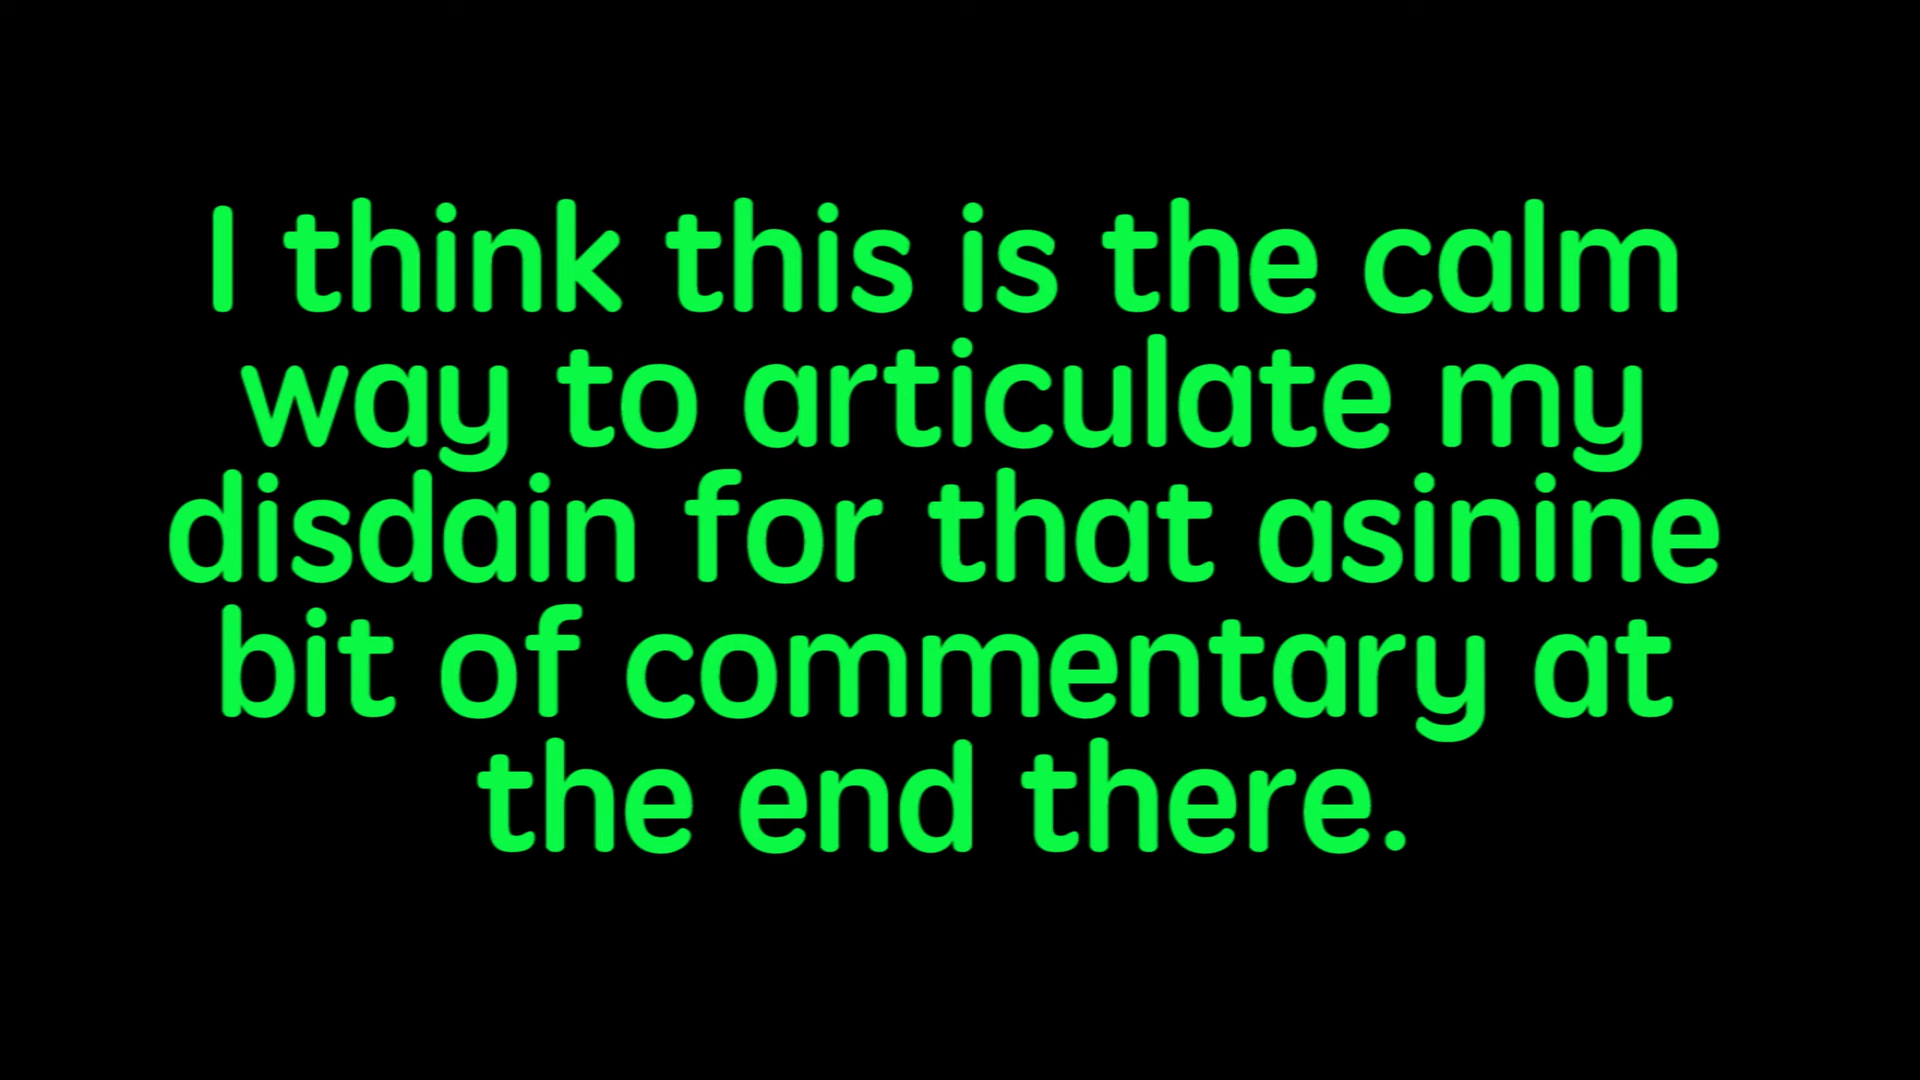 I think this is the calm
way to articulate my
disdain for that asinine
bit of commentary at
the end there.